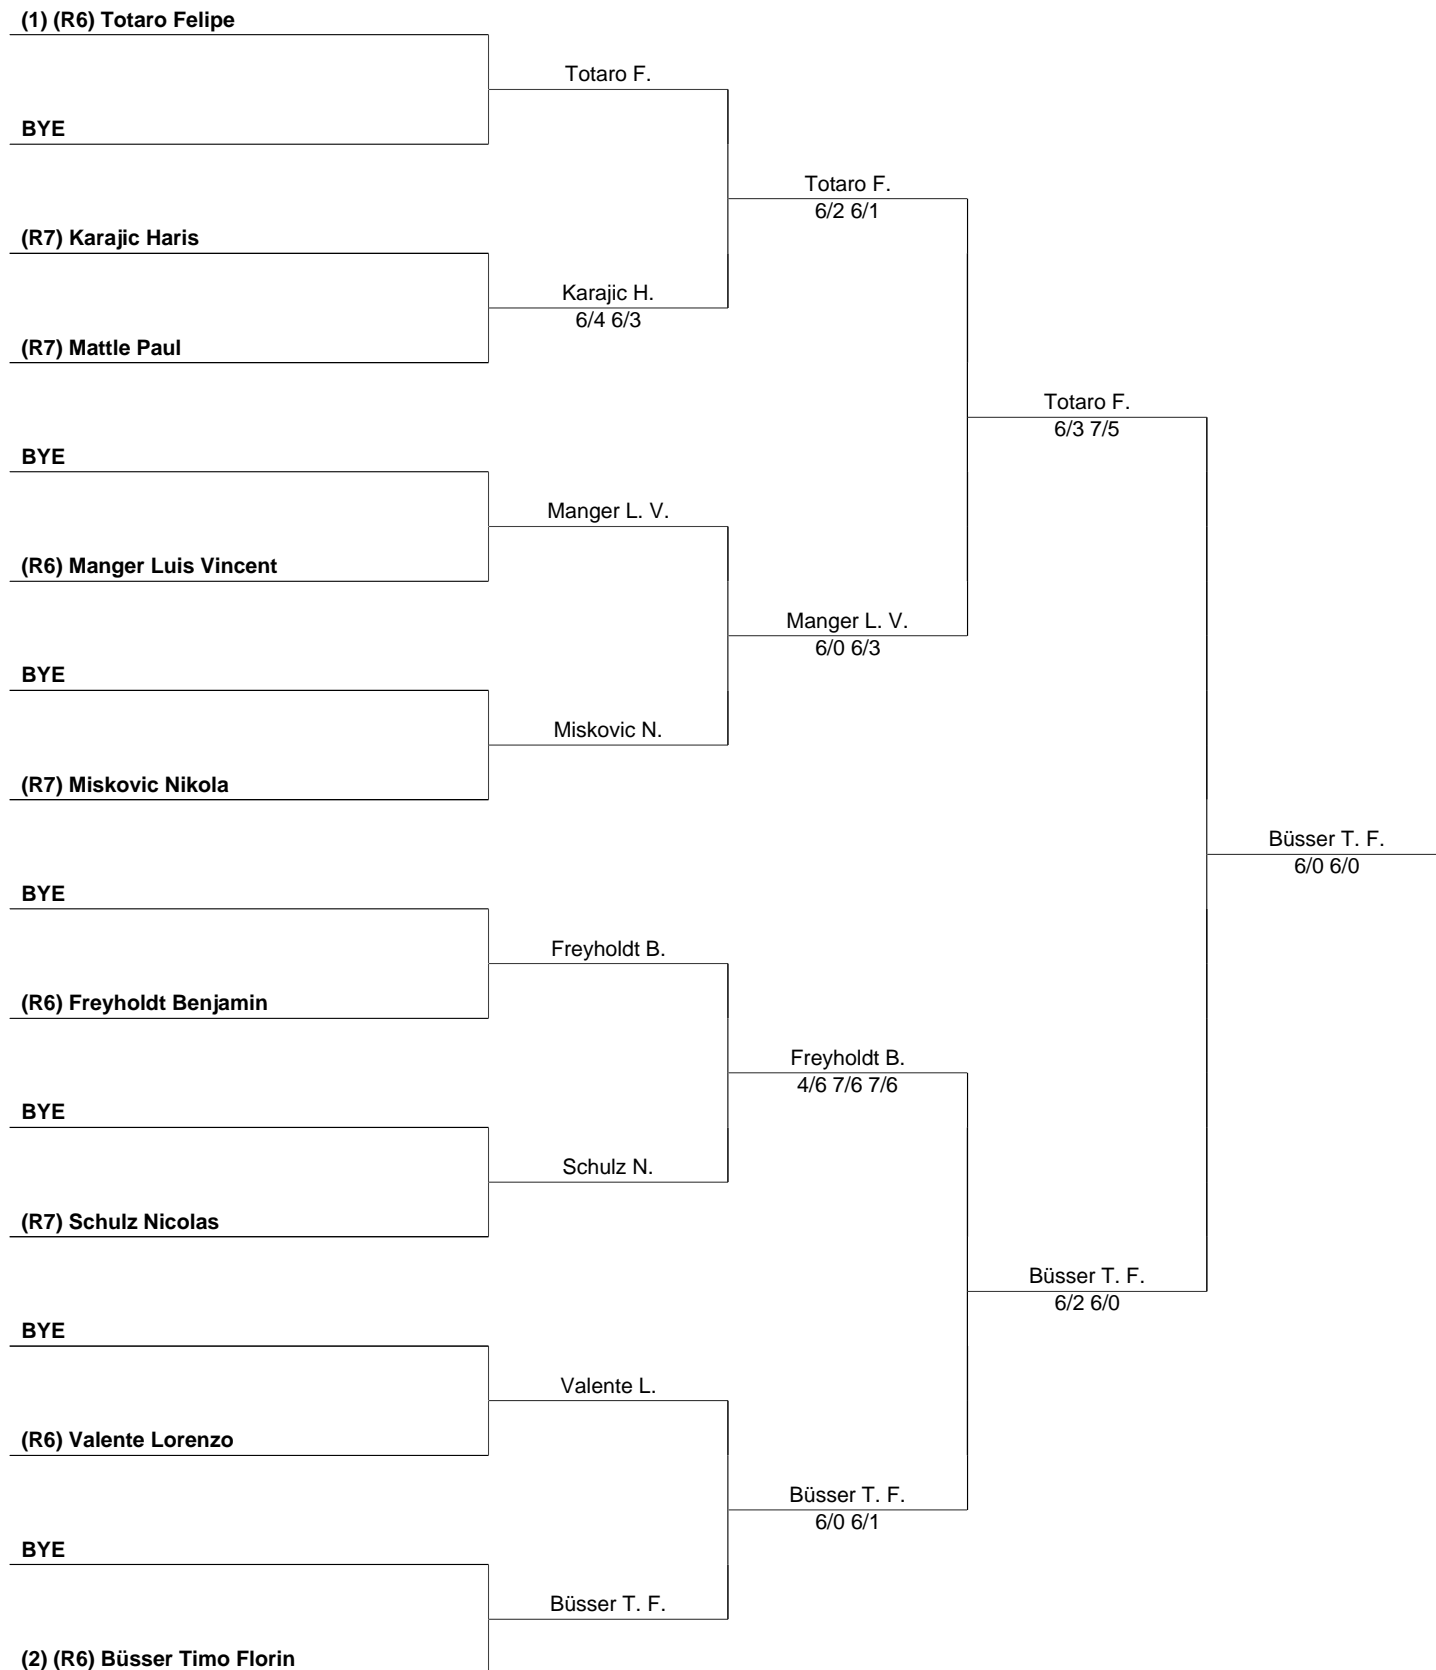 (1) (R6) Totaro Felipe
Totaro F.
BYE
Totaro F.
6/2 6/1
(R7) Karajic Haris
Karajic H.
6/4 6/3
(R7) Mattle Paul
Totaro F.
6/3 7/5
BYE
Manger L. V.
(R6) Manger Luis Vincent
Manger L. V.
6/0 6/3
BYE
Miskovic N.
(R7) Miskovic Nikola
Büsser T. F.
6/0 6/0
BYE
Freyholdt B.
(R6) Freyholdt Benjamin
Freyholdt B.
4/6 7/6 7/6
BYE
Schulz N.
(R7) Schulz Nicolas
Büsser T. F.
6/2 6/0
BYE
Valente L.
(R6) Valente Lorenzo
Büsser T. F.
6/0 6/1
BYE
Büsser T. F.
(2) (R6) Büsser Timo Florin